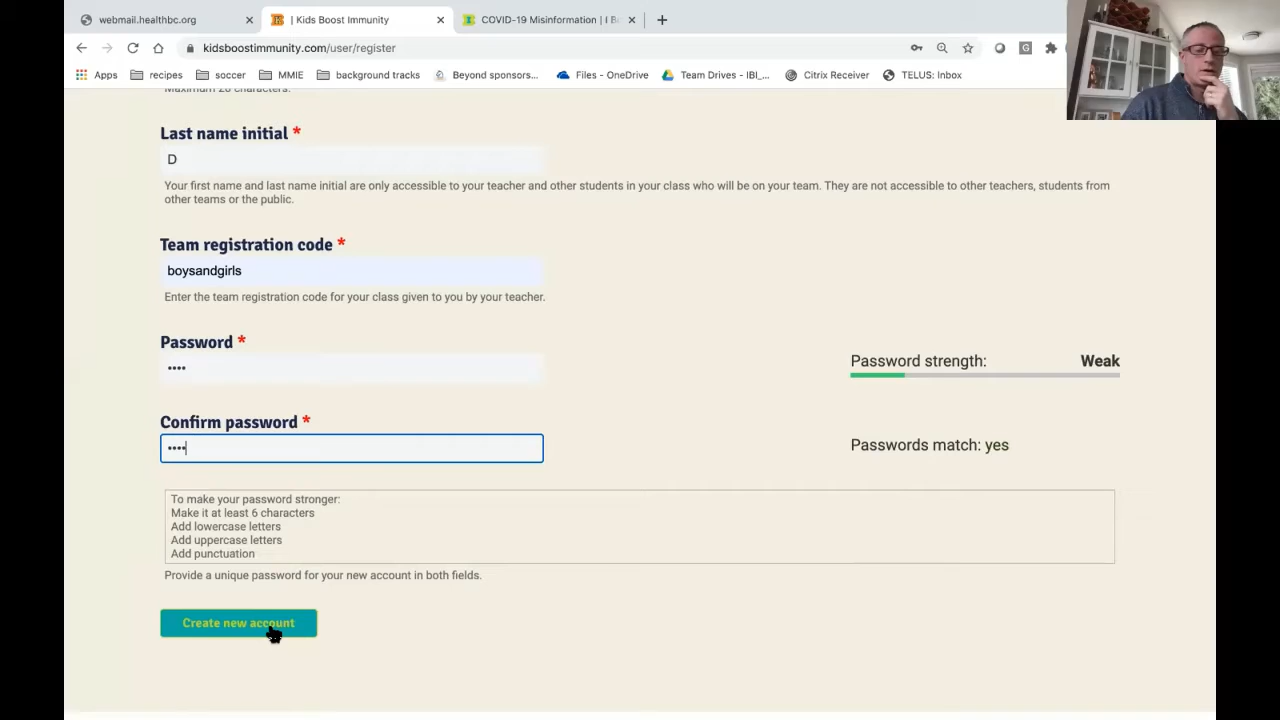 webmail.healthbc.org
| Kids Boost Immunity
COVID-19 Misinformation | I B
kidsboostimmunity.com/user/register
Apps recipes soccer MMIE background tracks Beyond sponsors... Files - OneDrive Team Drives - IBI_... Citrix Receiver TELUS: Inbox
Maximum 20 characters.
Last name initial *
D
Your first name and last name initial are only accessible to your teacher and other students in your class who will be on your team. They are not accessible to other teachers, students from
other teams or the public.
Team registration code *
boysandgirls
Enter the team registration code for your class given to you by your teacher.
Password *
••••
Password strength: Weak
Confirm password *
••••
Passwords match: yes
To make your password stronger:
Make it at least 6 characters
Add lowercase letters
Add uppercase letters
Add punctuation
Provide a unique password for your new account in both fields.
Create new account